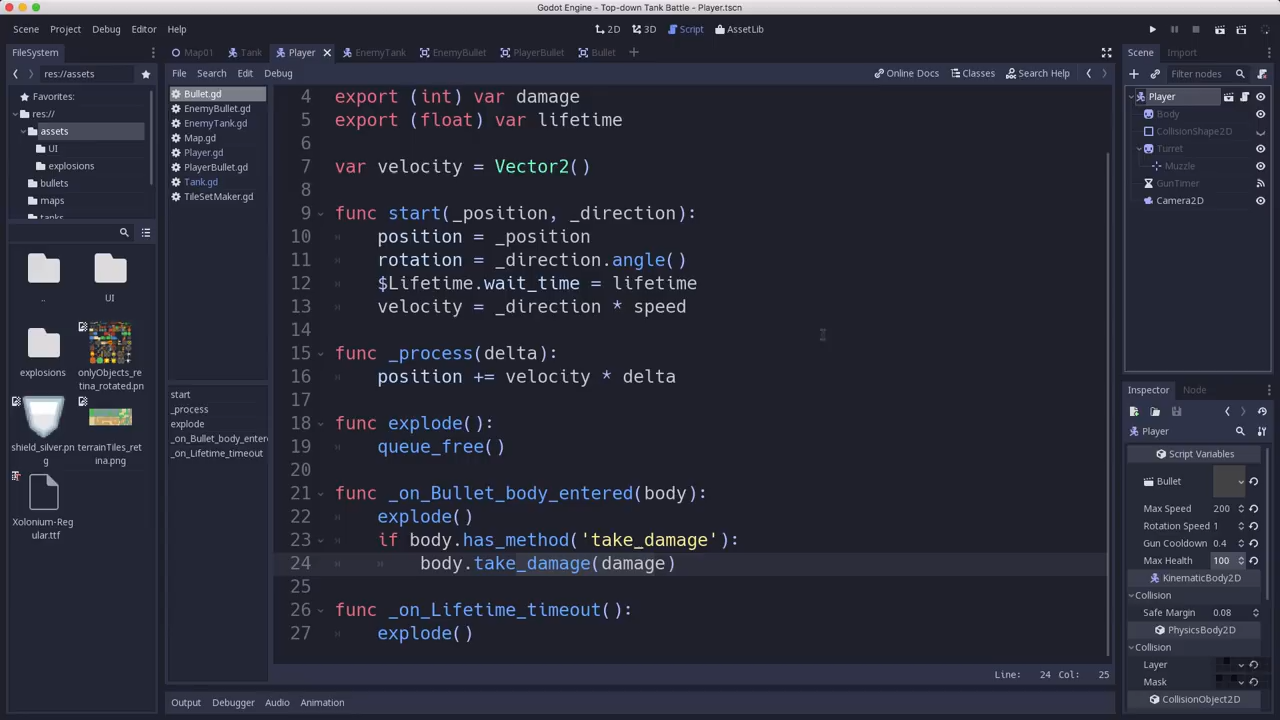 Godot Engine - Top-down Tank Battle - Player.tscn
Scene Project Debug Editor Help
2D 3D Script AssetLib
FileSystem
Map01 Tank Player EnemyTank EnemyBullet PlayerBullet Bullet
Scene Import
res://assets
File Search Edit Debug
Online Docs Classes Search Help
Filter nodes
Favorites:
res://
assets
UI
explosions
bullets
maps
tanks
..
UI
explosions
onlyObjects_re
tina_rotated.pn
shield_silver.pn
g
terrainTiles_ret
ina.png
Xolonium-Reg
ular.ttf
Bullet.gd
EnemyBullet.gd
EnemyTank.gd
Map.gd
Player.gd
PlayerBullet.gd
Tank.gd
TileSetMaker.gd
start
_process
explode
_on_Bullet_body_entere
_on_Lifetime_timeout
4 export (int) var damage
5 export (float) var lifetime
6
7 var velocity = Vector2()
8
9 func start(_position, _direction):
10 position = _position
11 rotation = _direction.angle()
12 $Lifetime.wait_time = lifetime
13 velocity = _direction * speed
14
15 func _process(delta):
16 position += velocity * delta
17
18 func explode():
19 queue_free()
20
21 func _on_Bullet_body_entered(body):
22 explode()
23 if body.has_method('take_damage'):
24 body.take_damage(damage)
25
26 func _on_Lifetime_timeout():
27 explode()
Line: 24 Col: 25
Output Debugger Audio Animation
Player
Body
CollisionShape2D
Turret
Muzzle
GunTimer
Camera2D
Inspector Node
Player
Script Variables
Bullet
Max Speed 200
Rotation Speed 1
Gun Cooldown 0.4
Max Health 100
KinematicBody2D
Collision
Safe Margin 0.08
PhysicsBody2D
Collision
Layer
Mask
CollisionObject2D